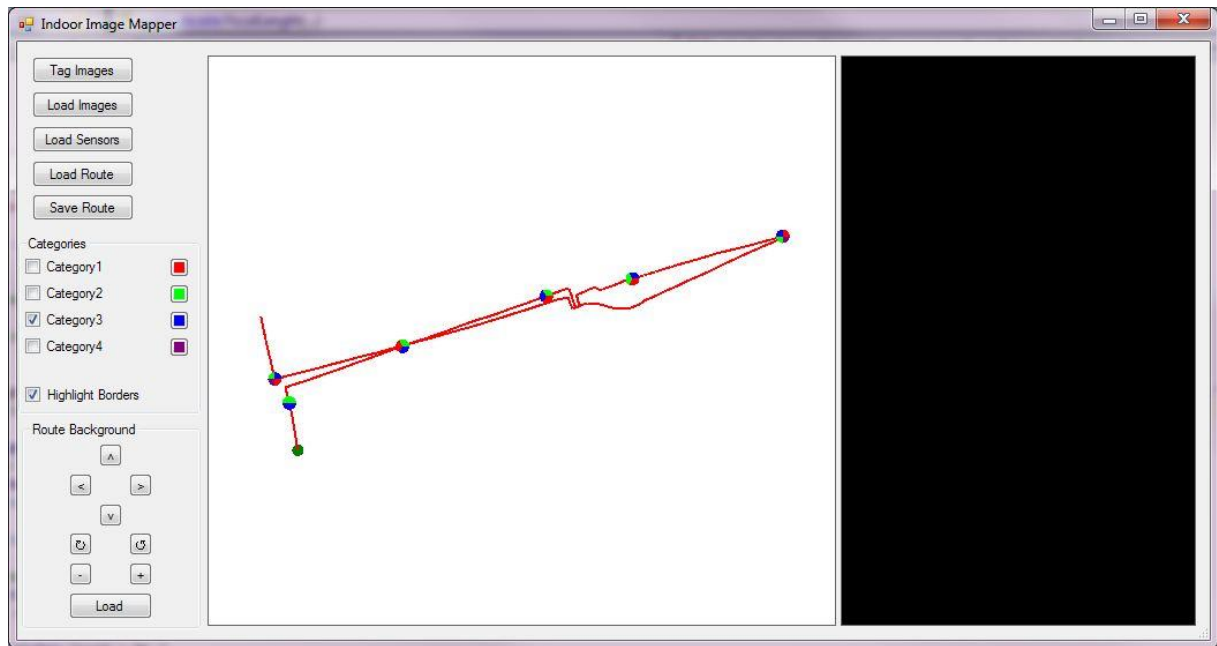 Indoor Image Mapper
Tag Images
Load Images
Load Sensors
Load Route
Save Route
Categories
Category1
Category2
Category3
Category4
Highlight Borders
Route Background
^
< >
v
↻ ↺
- +
Load